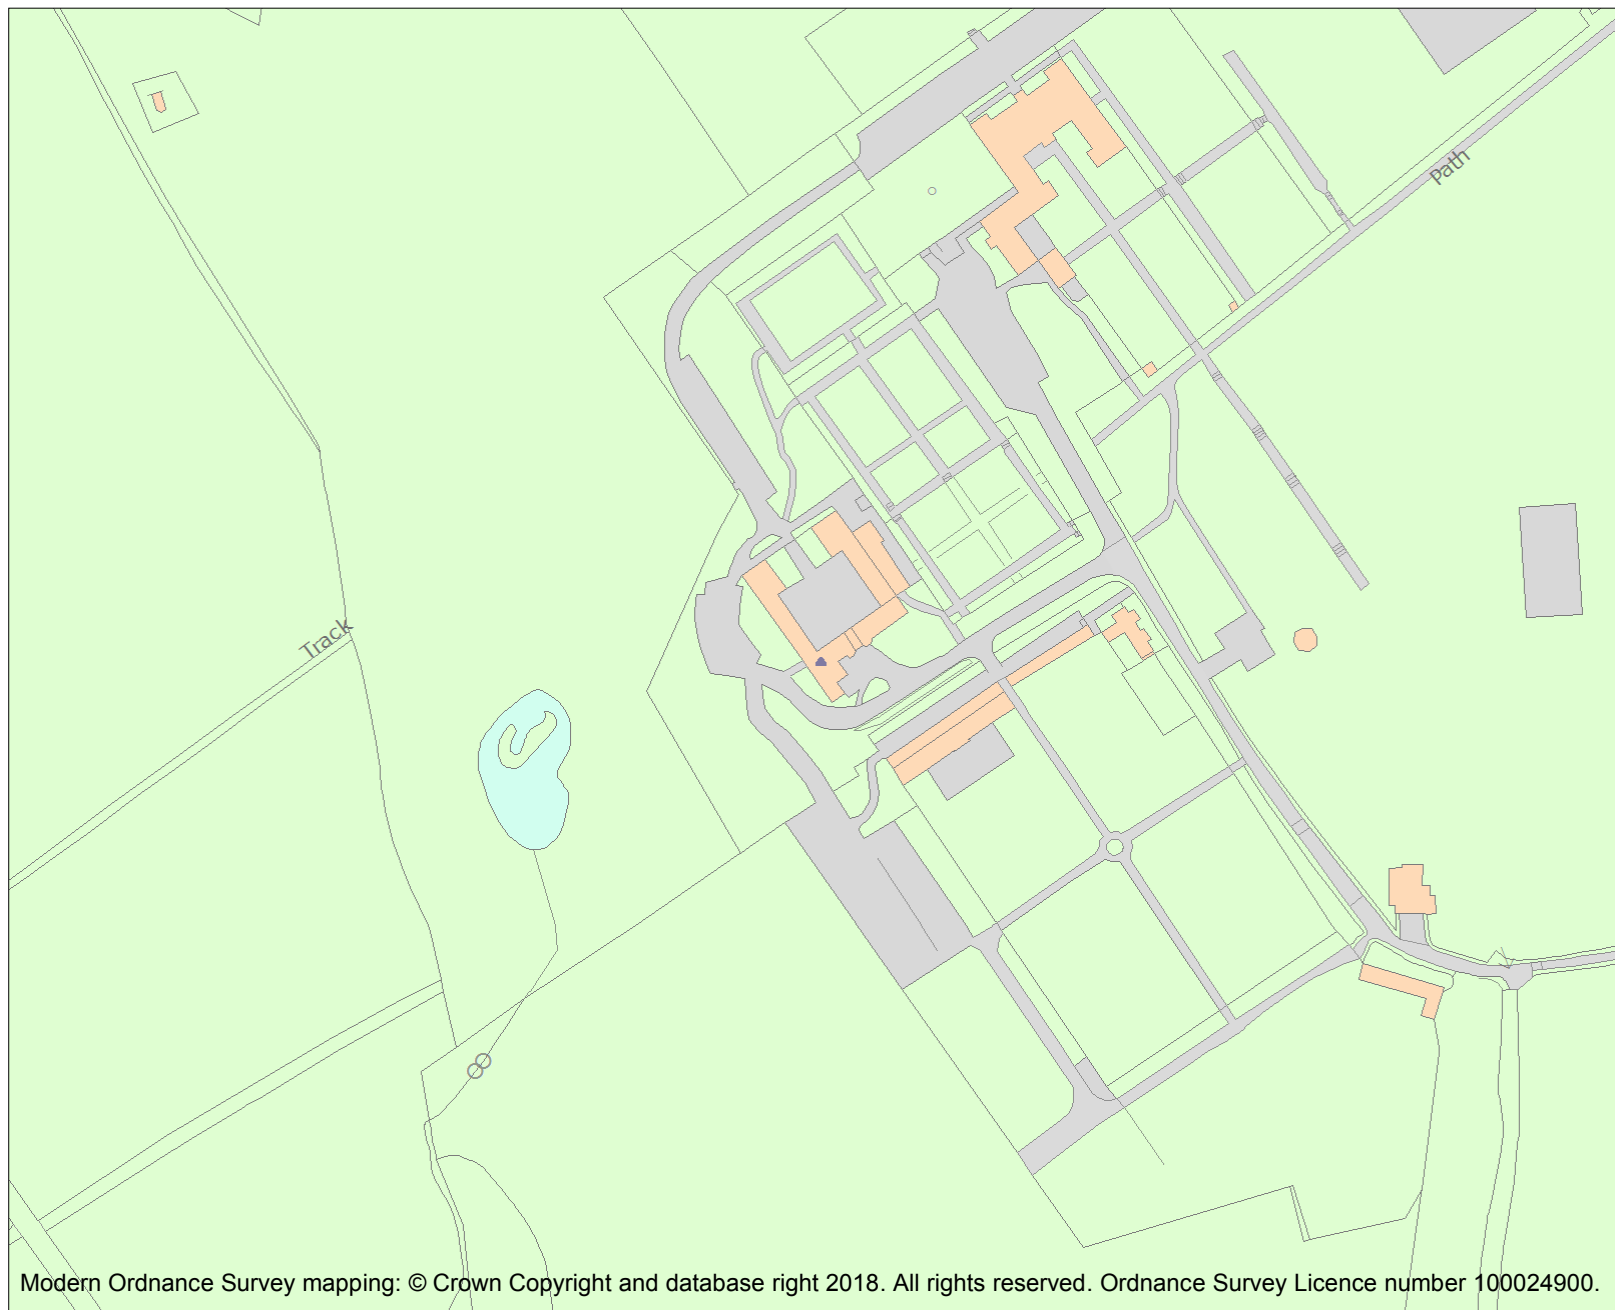 Path
Track
Modern Ordnance Survey mapping: © Crown Copyright and database right 2018. All rights reserved. Ordnance Survey Licence number 100024900.